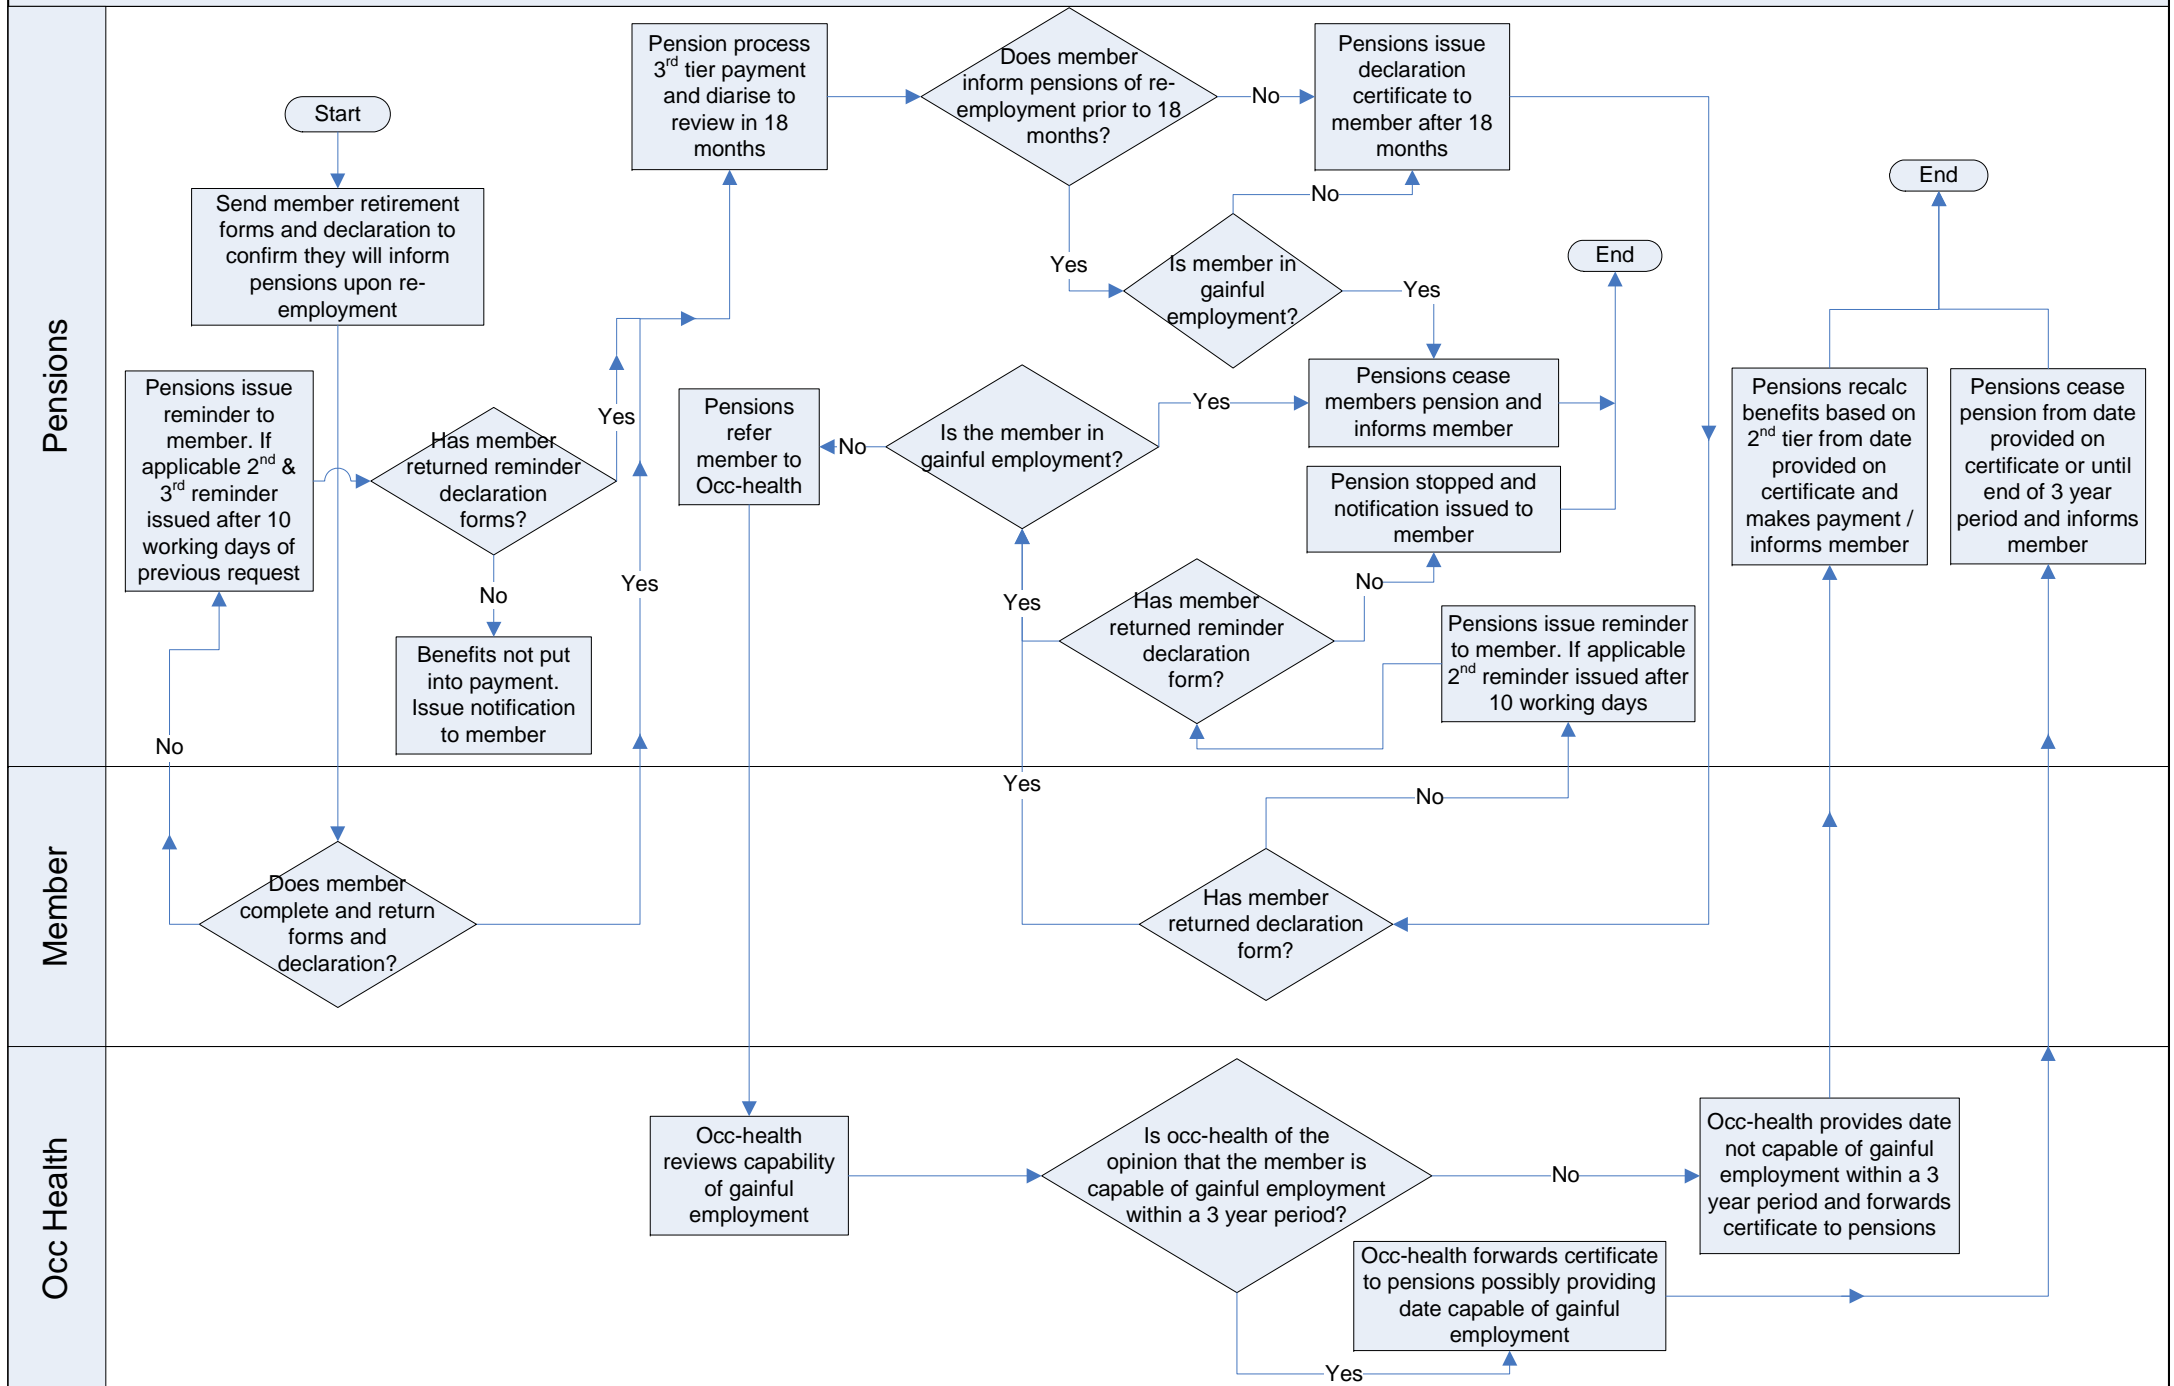 Pensions
Start
Send member retirement
forms and declaration to
confirm they will inform
pensions upon re-
employment
Pensions issue
reminder to
member. If
applicable 2nd &
3rd reminder
issued after 10
working days of
previous request
Has member
returned reminder
declaration
forms?
Yes
No
Benefits not put
into payment.
Issue notification
to member
Yes
No
Pension process
3rd tier payment
and diarise to
review in 18
months
Does member
inform pensions of re-
employment prior to 18
months?
No
Yes
Pensions issue
declaration
certificate to
member after 18
months
No
Is member in
gainful
employment?
Yes
End
Pensions
refer
member to
Occ-health
No
Is the member in
gainful employment?
Yes
Pensions cease
members pension and
informs member
Pension stopped and
notification issued to
member
Yes
Has member
returned reminder
declaration
form?
No
Pensions issue reminder
to member. If applicable
2nd reminder issued after
10 working days
End
Pensions recalc
benefits based on
2nd tier from date
provided on
certificate and
makes payment /
informs member
Pensions cease
pension from date
provided on
certificate or until
end of 3 year
period and informs
member
Member
Does member
complete and return
forms and
declaration?
Yes
No
Has member
returned declaration
form?
Occ Health
Occ-health
reviews capability
of gainful
employment
Is occ-health of the
opinion that the member is
capable of gainful employment
within a 3 year period?
No
Occ-health provides date
not capable of gainful
employment within a 3
year period and forwards
certificate to pensions
Occ-health forwards certificate
to pensions possibly providing
date capable of gainful
employment
Yes